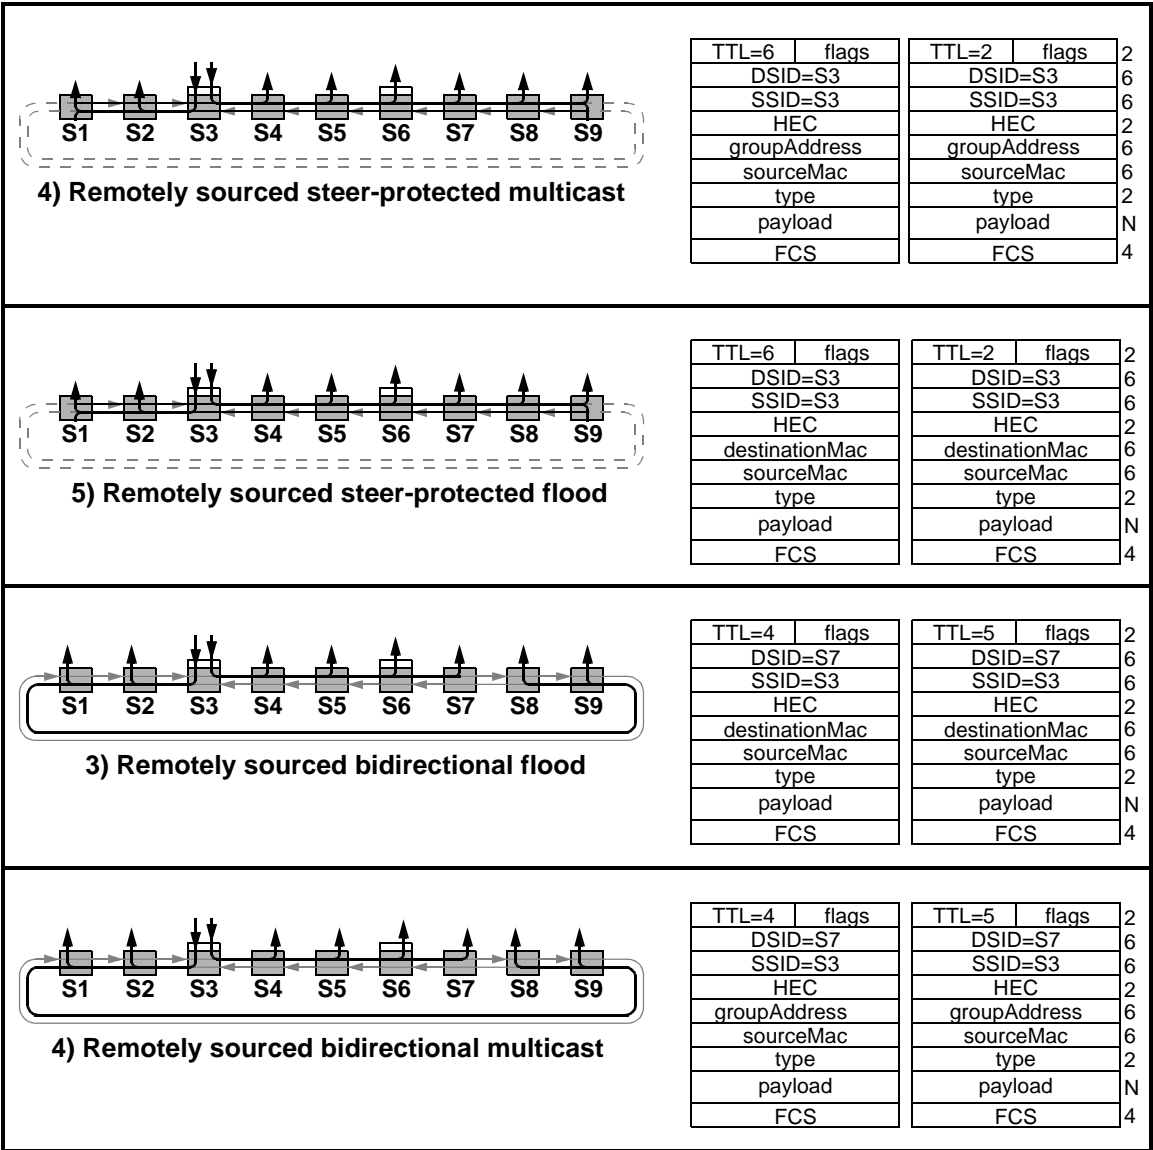 TTL=6 flags TTL=2 flags 2
DSID=S3 DSID=S3 6
SSID=S3 SSID=S3 6
HEC HEC 2
groupAddress groupAddress 6
sourceMac sourceMac 6
type type 2
payload payload N
FCS FCS 4
S1 S2 S3 S4 S5 S6 S7 S8 S9
4) Remotely sourced steer-protected multicast
TTL=6 flags TTL=2 flags 2
DSID=S3 DSID=S3 6
SSID=S3 SSID=S3 6
HEC HEC 2
destinationMac destinationMac 6
sourceMac sourceMac 6
type type 2
payload payload N
FCS FCS 4
S1 S2 S3 S4 S5 S6 S7 S8 S9
5) Remotely sourced steer-protected flood
TTL=4 flags TTL=5 flags 2
DSID=S7 DSID=S7 6
SSID=S3 SSID=S3 6
HEC HEC 2
destinationMac destinationMac 6
sourceMac sourceMac 6
type type 2
payload payload N
FCS FCS 4
S1 S2 S3 S4 S5 S6 S7 S8 S9
3) Remotely sourced bidirectional flood
TTL=4 flags TTL=5 flags 2
DSID=S7 DSID=S7 6
SSID=S3 SSID=S3 6
HEC HEC 2
groupAddress groupAddress 6
sourceMac sourceMac 6
type type 2
payload payload N
FCS FCS 4
S1 S2 S3 S4 S5 S6 S7 S8 S9
4) Remotely sourced bidirectional multicast